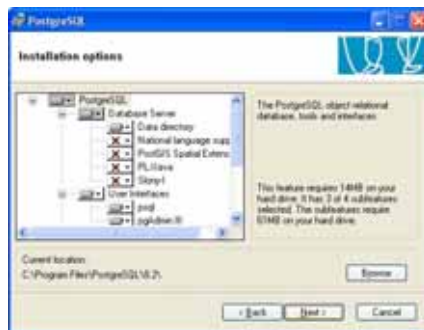 PostgreSQL
Installation options
PostgreSQL
Database Server
Data directory
National language supp
PostGIS Spatial Extens
PL/Java
Slony-I
User Interfaces
psql
pgAdmin III
The PostgreSQL object-relational
database, tools and interfaces
This feature requires 14MB on your
hard drive. It has 3 of 4 subfeatures
selected. The subfeatures require
61MB on your hard drive.
Current location:
C:\Program Files\PostgreSQL\8.2\
Browse
< Back
Next >
Cancel